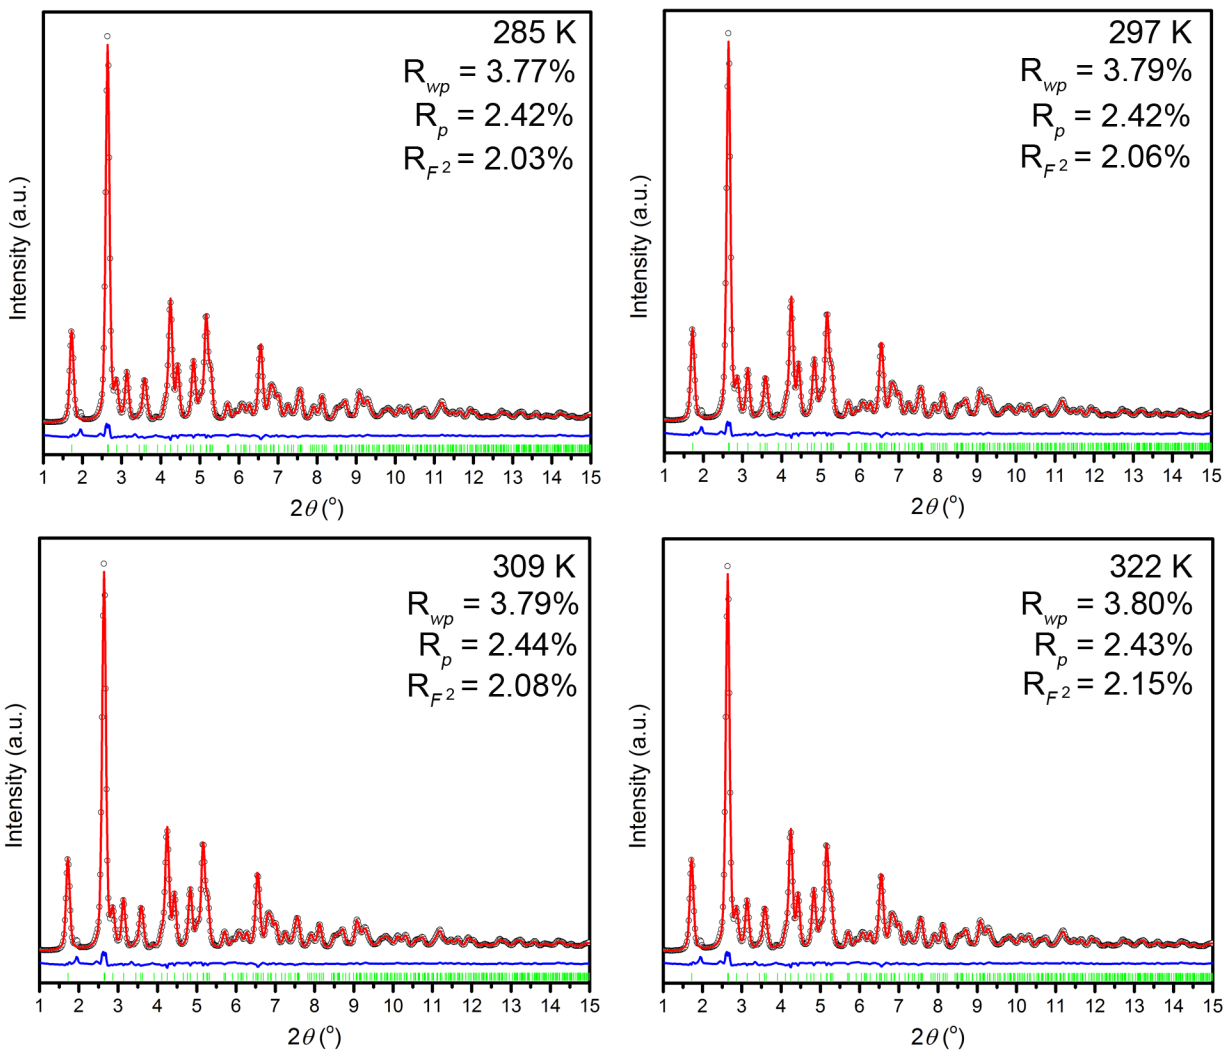 285 K
R_wp = 3.77%
R_p = 2.42%
R_F² = 2.03%
Intensity (a.u.)
1 2 3 4 5 6 7 8 9 10 11 12 13 14 15
2θ (°)
297 K
R_wp = 3.79%
R_p = 2.42%
R_F² = 2.06%
Intensity (a.u.)
1 2 3 4 5 6 7 8 9 10 11 12 13 14 15
2θ (°)
309 K
R_wp = 3.79%
R_p = 2.44%
R_F² = 2.08%
Intensity (a.u.)
1 2 3 4 5 6 7 8 9 10 11 12 13 14 15
2θ (°)
322 K
R_wp = 3.80%
R_p = 2.43%
R_F² = 2.15%
Intensity (a.u.)
1 2 3 4 5 6 7 8 9 10 11 12 13 14 15
2θ (°)